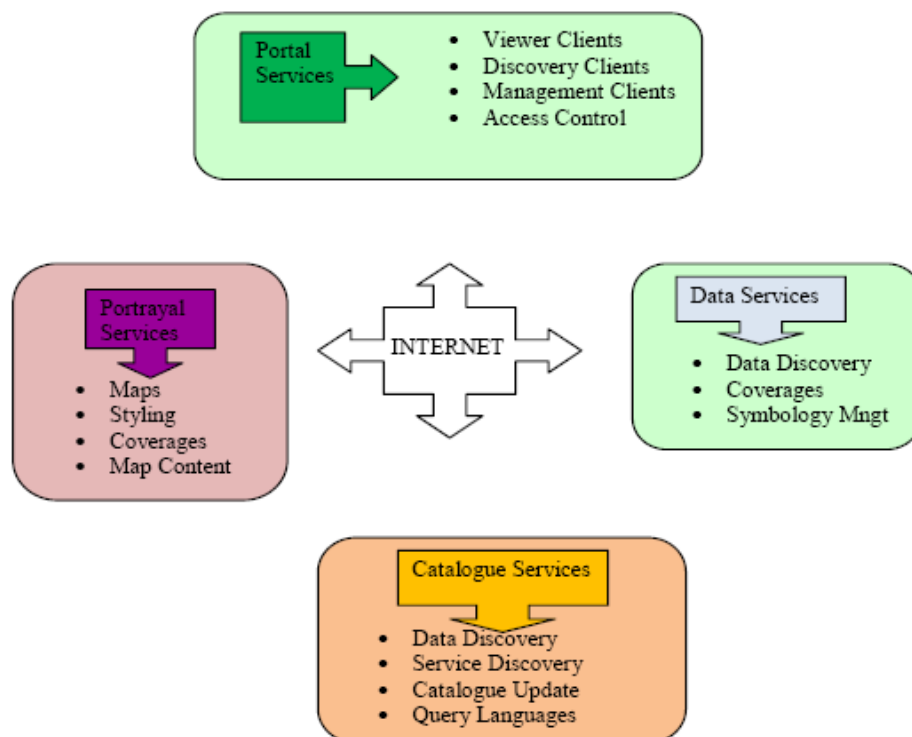 Portal
Services
• Viewer Clients
• Discovery Clients
• Management Clients
• Access Control
Portrayal
Services
• Maps
• Styling
• Coverages
• Map Content
INTERNET
Data Services
• Data Discovery
• Coverages
• Symbology Mngt
Catalogue Services
• Data Discovery
• Service Discovery
• Catalogue Update
• Query Languages